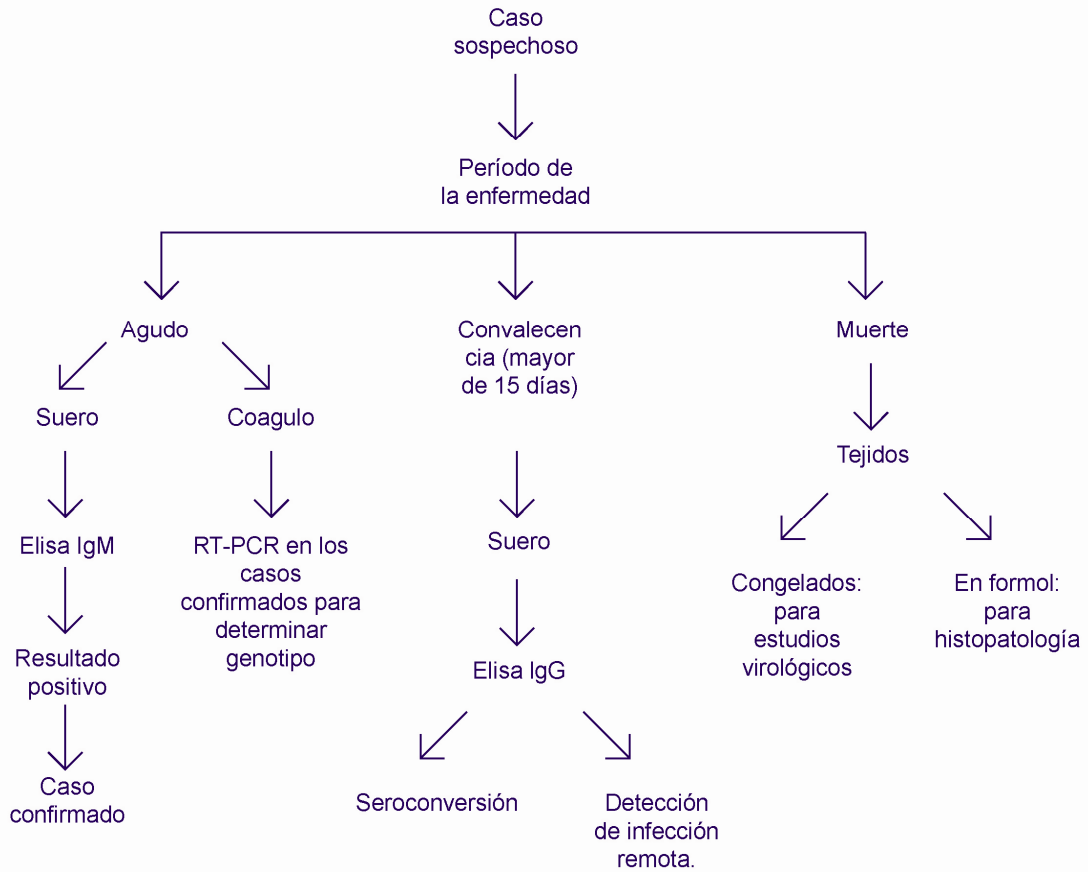 Caso
sospechoso
Período de
la enfermedad
Agudo
Convalecen
cia (mayor
de 15 días)
Muerte
Suero
Coagulo
Tejidos
Elisa IgM
RT-PCR en los
casos
confirmados para
determinar
genotipo
Suero
Congelados:
para
estudios
virológicos
En formol:
para
histopatología
Resultado
positivo
Elisa IgG
Caso
confirmado
Seroconversión
Detección
de infección
remota.